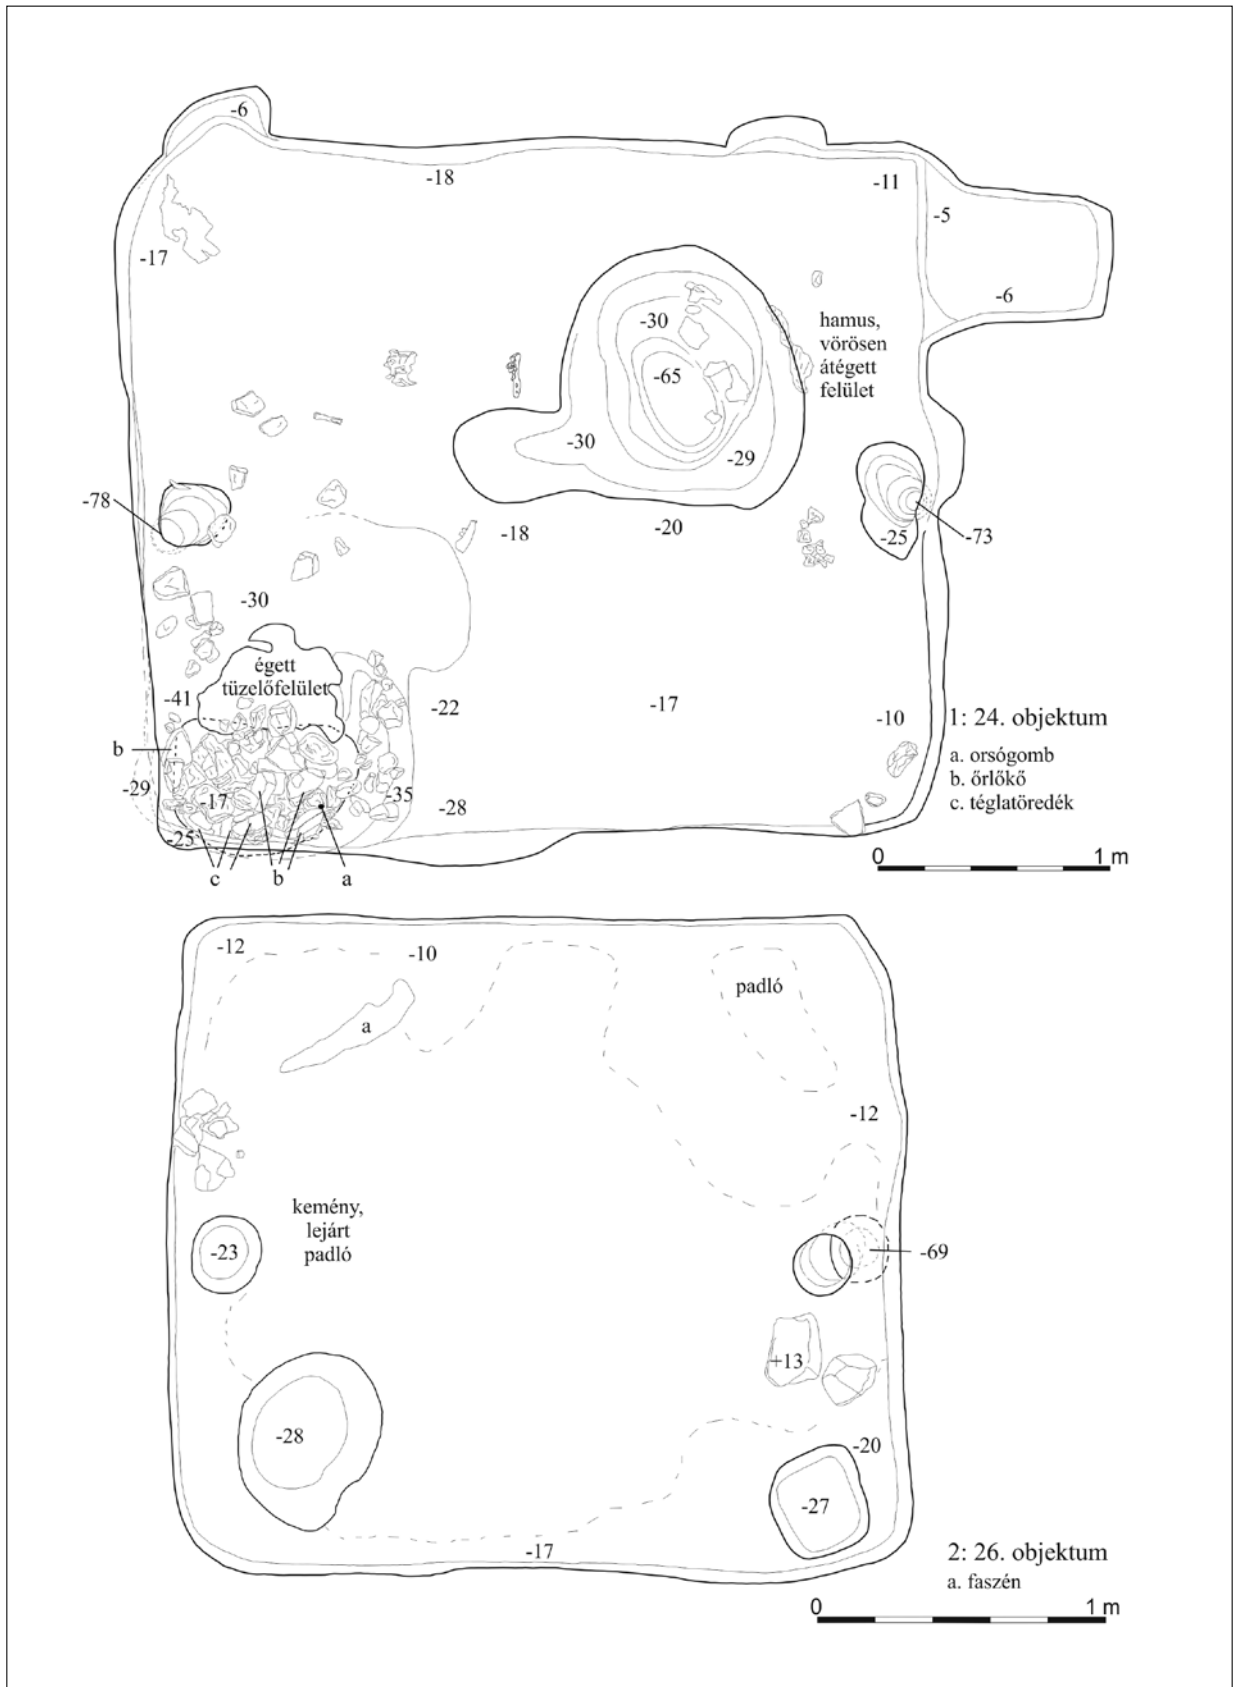 -6
-18
-11
-5
-17
-6
-30
hamus,
vörösen
átégett
felület
-65
-30
-29
-78
-18
-20
-25
-73
-30
égett
tüzelőfelület
-41
-22
-17
-10
1: 24. objektum
b
a. orsógomb
b. őrlőkő
c. téglatöredék
-29
-17
-35
-28
-25
c
b
a
0
1 m
-12
-10
padló
a
-12
kemény,
lejárt
padló
-23
-69
+13
-28
-20
-27
-17
2: 26. objektum
a. faszén
0
1 m